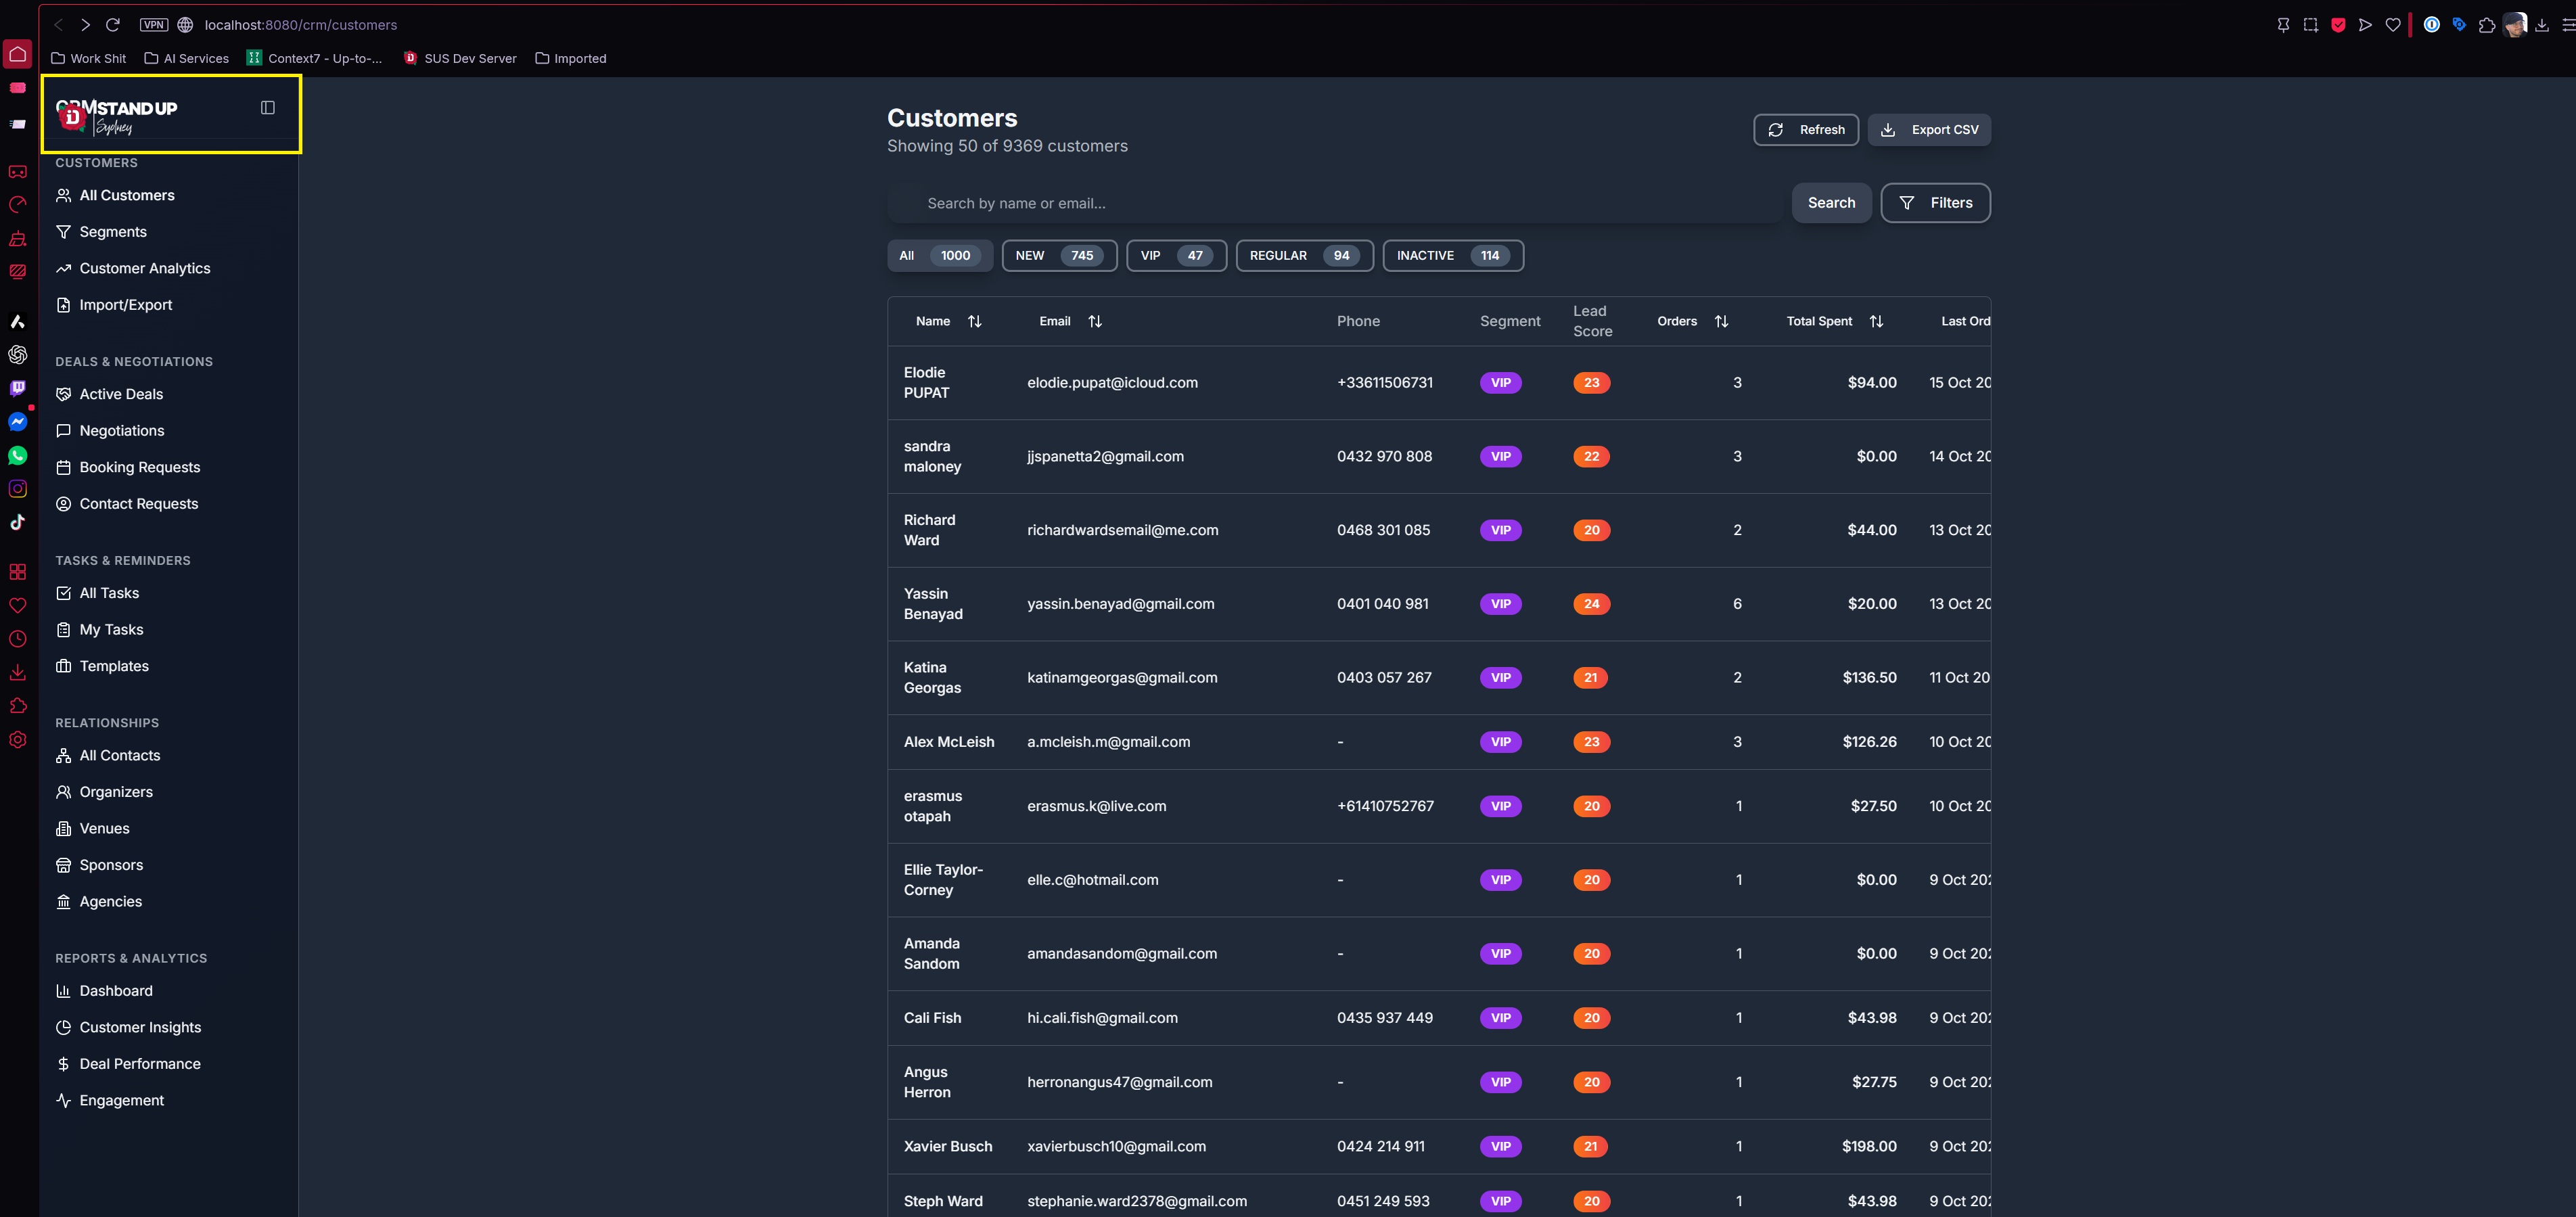 VPN localhost:8080/crm/customers
Work Shit AI Services Context7 - Up-to-... SUS Dev Server Imported
CRM STAND UP
Sydney
CUSTOMERS
All Customers
Segments
Customer Analytics
Import/Export
DEALS & NEGOTIATIONS
Active Deals
Negotiations
Booking Requests
Contact Requests
TASKS & REMINDERS
All Tasks
My Tasks
Templates
RELATIONSHIPS
All Contacts
Organizers
Venues
Sponsors
Agencies
REPORTS & ANALYTICS
Dashboard
Customer Insights
Deal Performance
Engagement
Customers
Showing 50 of 9369 customers
Refresh Export CSV
Search by name or email... Search Filters
All 1000 NEW 745 VIP 47 REGULAR 94 INACTIVE 114
Name Email Phone Segment Lead Score Orders Total Spent Last Ord
Elodie PUPAT elodie.pupat@icloud.com +33611506731 VIP 23 3 $94.00 15 Oct 20
sandra maloney jjspanetta2@gmail.com 0432 970 808 VIP 22 3 $0.00 14 Oct 20
Richard Ward richardwardsemail@me.com 0468 301 085 VIP 20 2 $44.00 13 Oct 20
Yassin Benayad yassin.benayad@gmail.com 0401 040 981 VIP 24 6 $20.00 13 Oct 20
Katina Georgas katinamgeorgas@gmail.com 0403 057 267 VIP 21 2 $136.50 11 Oct 20
Alex McLeish a.mcleish.m@gmail.com - VIP 23 3 $126.26 10 Oct 20
erasmus otapah erasmus.k@live.com +61410752767 VIP 20 1 $27.50 10 Oct 20
Ellie Taylor-Corney elle.c@hotmail.com - VIP 20 1 $0.00 9 Oct 202
Amanda Sandom amandasandom@gmail.com - VIP 20 1 $0.00 9 Oct 202
Cali Fish hi.cali.fish@gmail.com 0435 937 449 VIP 20 1 $43.98 9 Oct 202
Angus Herron herronangus47@gmail.com - VIP 20 1 $27.75 9 Oct 202
Xavier Busch xavierbusch10@gmail.com 0424 214 911 VIP 21 1 $198.00 9 Oct 202
Steph Ward stephanie.ward2378@gmail.com 0451 249 593 VIP 20 1 $43.98 9 Oct 202